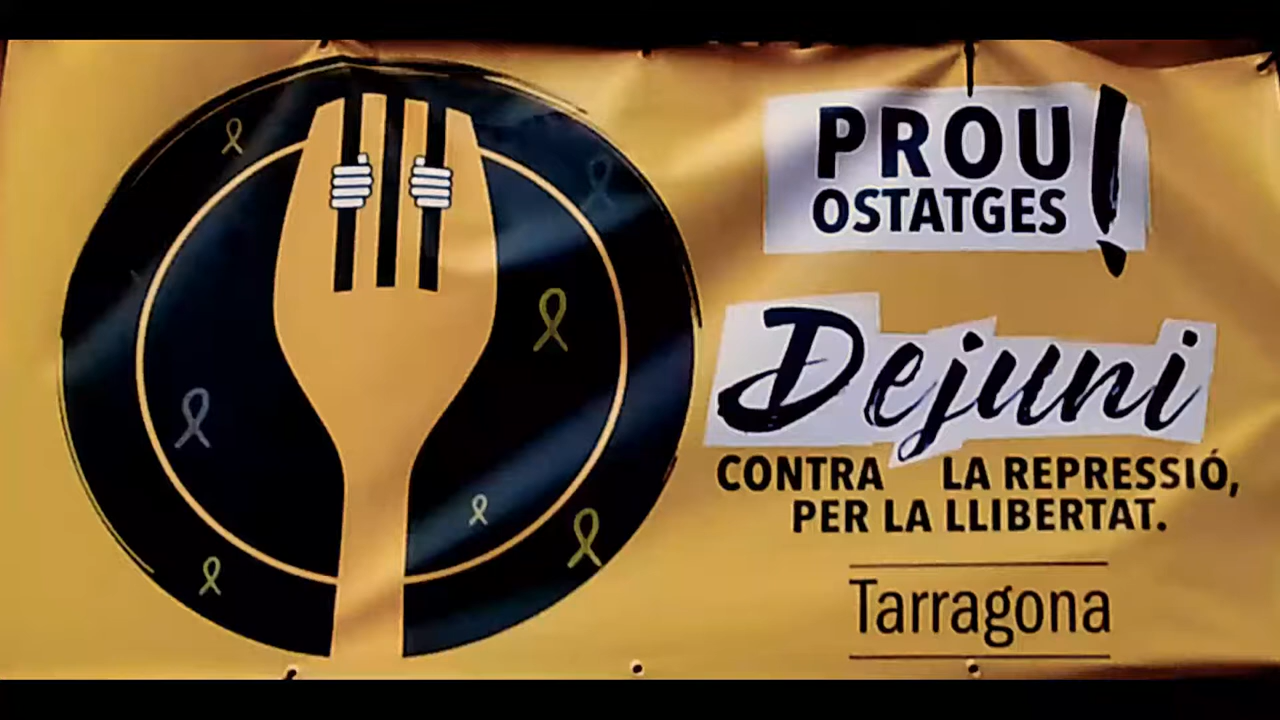 PROU!
OSTATGES
Dejuni
CONTRA LA REPRESSIÓ,
PER LA LLIBERTAT.
Tarragona